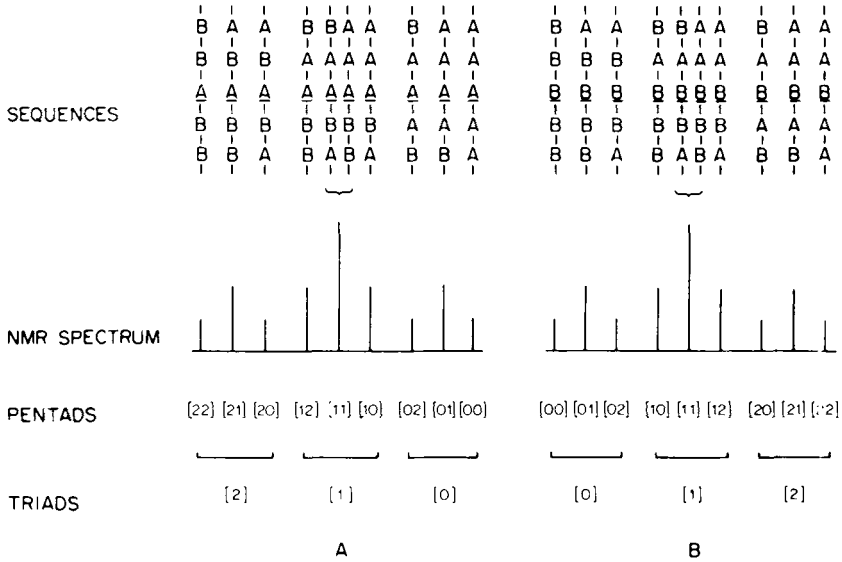 B A A B B A A B A A B A A B B A A B A A
B B B A A A A A A A B B B A A A A A A A
SEQUENCES A A A A A A A A A A B B B B B B B B B B
B B B B B B B A A A B B B B B B B A A A
B B A B A B A B B A B B A B A B A B B A
NMR SPECTRUM
PENTADS [22] [21] [20] [12] [11] [10] [02] [01] [00] [00] [01] [02] [10] [11] [12] [20] [21] [22]
TRIADS [2] [1] [0] [0] [1] [2]
A B